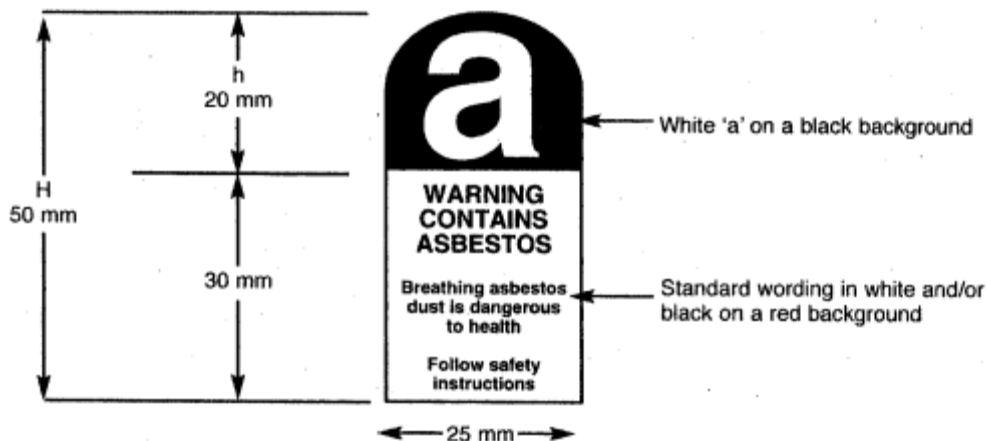 h
20 mm
H
50 mm
30 mm
a
WARNING
CONTAINS
ASBESTOS
Breathing asbestos
dust is dangerous
to health
Follow safety
instructions
25 mm
White ‘a’ on a black background
Standard wording in white and/or
black on a red background